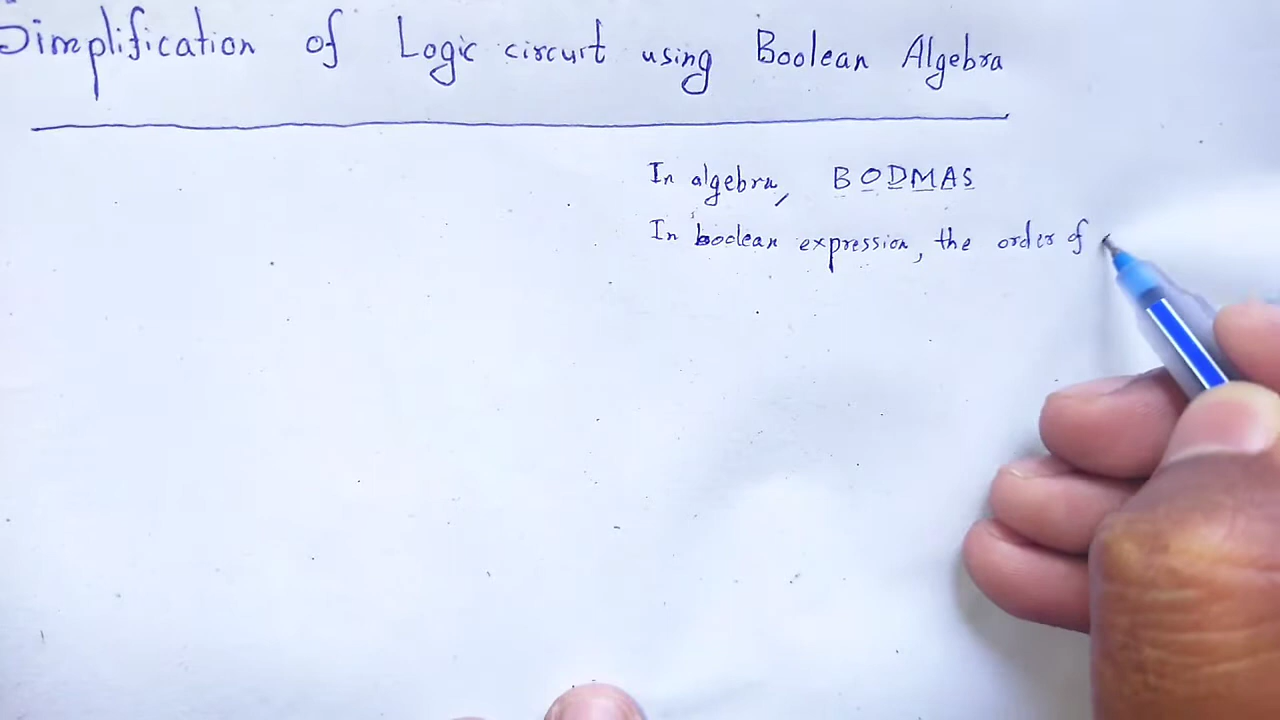 Simplification of Logic circuit using Boolean Algebra
In algebra, BODMAS
In boolean expression, the order of